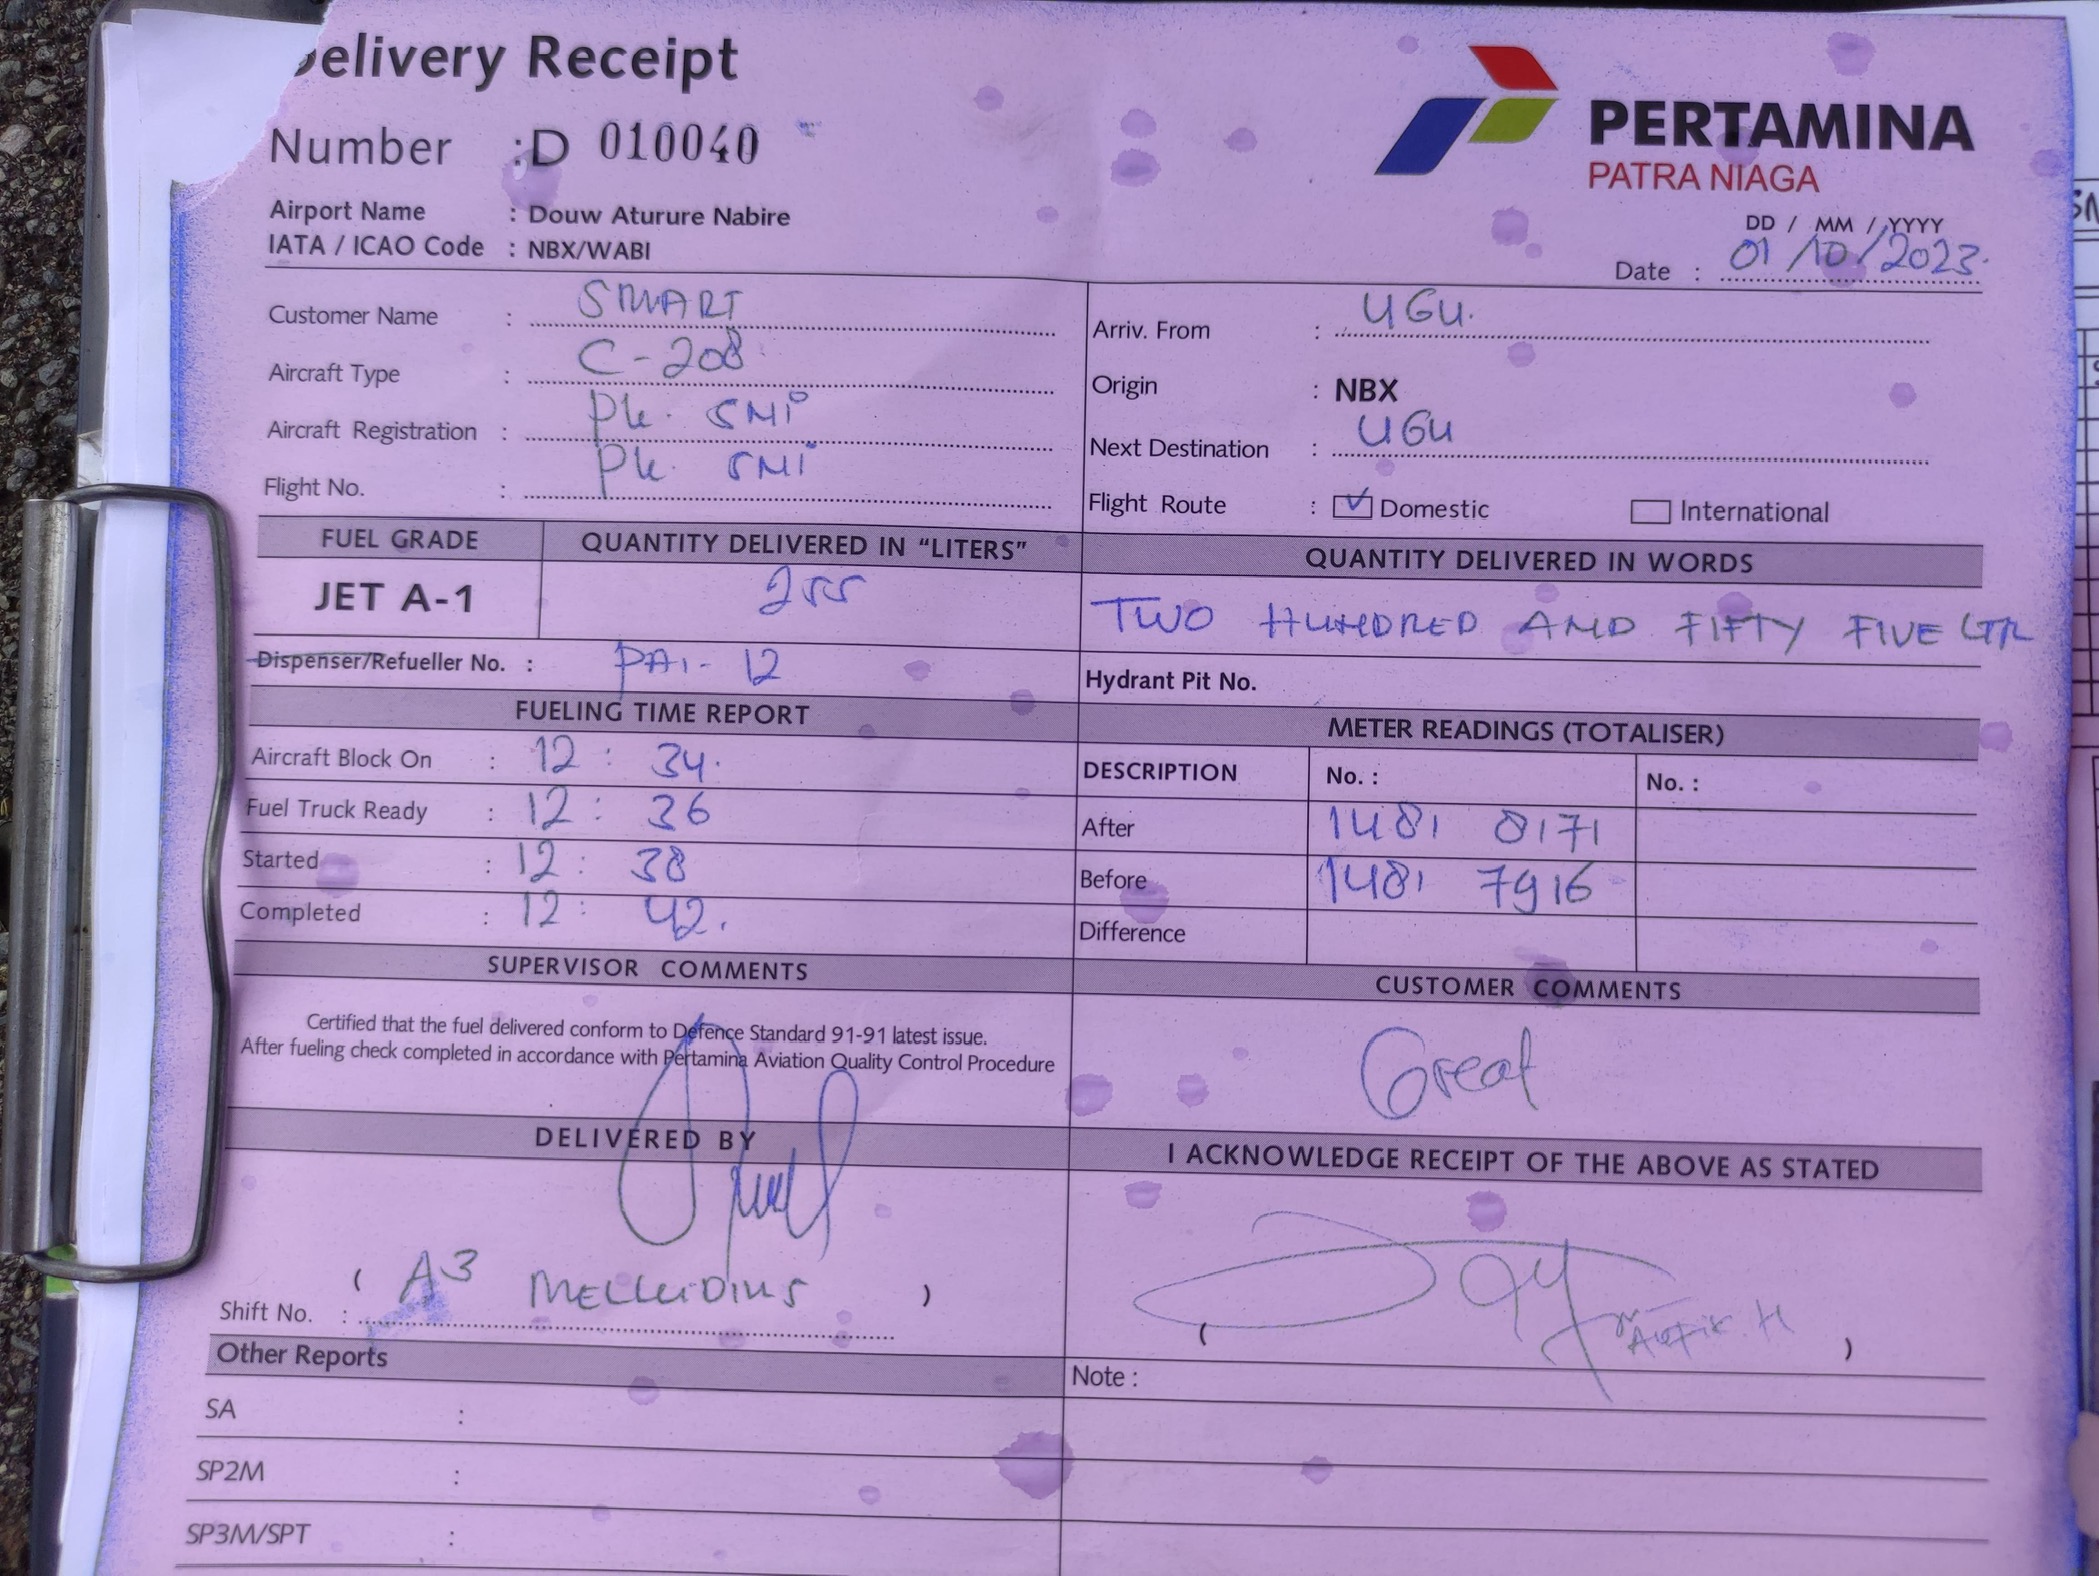 Delivery Receipt
PERTAMINA
PATRA NIAGA
Number : D 010040
Airport Name : Douw Aturure Nabire
IATA / ICAO Code : NBX/WABI
DD / MM / YYYY
Date : 01/10/2023.
Customer Name : SMART
Aircraft Type : C-208
Aircraft Registration : PK. SMi
Flight No. : PK. SMi
Arriv. From : UGU.
Origin : NBX
Next Destination : UGU
Flight Route : ✓ Domestic International
FUEL GRADE QUANTITY DELIVERED IN "LITERS" QUANTITY DELIVERED IN WORDS
JET A-1 255 TWO HUNDRED AND FIFTY FIVE LTR
Dispenser/Refueller No. : PAI- 12
Hydrant Pit No.
FUELING TIME REPORT
Aircraft Block On : 12 : 34.
Fuel Truck Ready : 12 : 36
Started : 12 : 38
Completed : 12 : 42.
METER READINGS (TOTALISER)
DESCRIPTION No. : No. :
After 1481 8171
Before 1481 7916
Difference
SUPERVISOR COMMENTS
Certified that the fuel delivered conform to Defence Standard 91-91 latest issue.
After fueling check completed in accordance with Pertamina Aviation Quality Control Procedure
CUSTOMER COMMENTS
Great
DELIVERED BY
( A3 MELLUDIUS )
Shift No. :
I ACKNOWLEDGE RECEIPT OF THE ABOVE AS STATED
( )
Other Reports
SA :
SP2M :
SP3M/SPT :
Note :